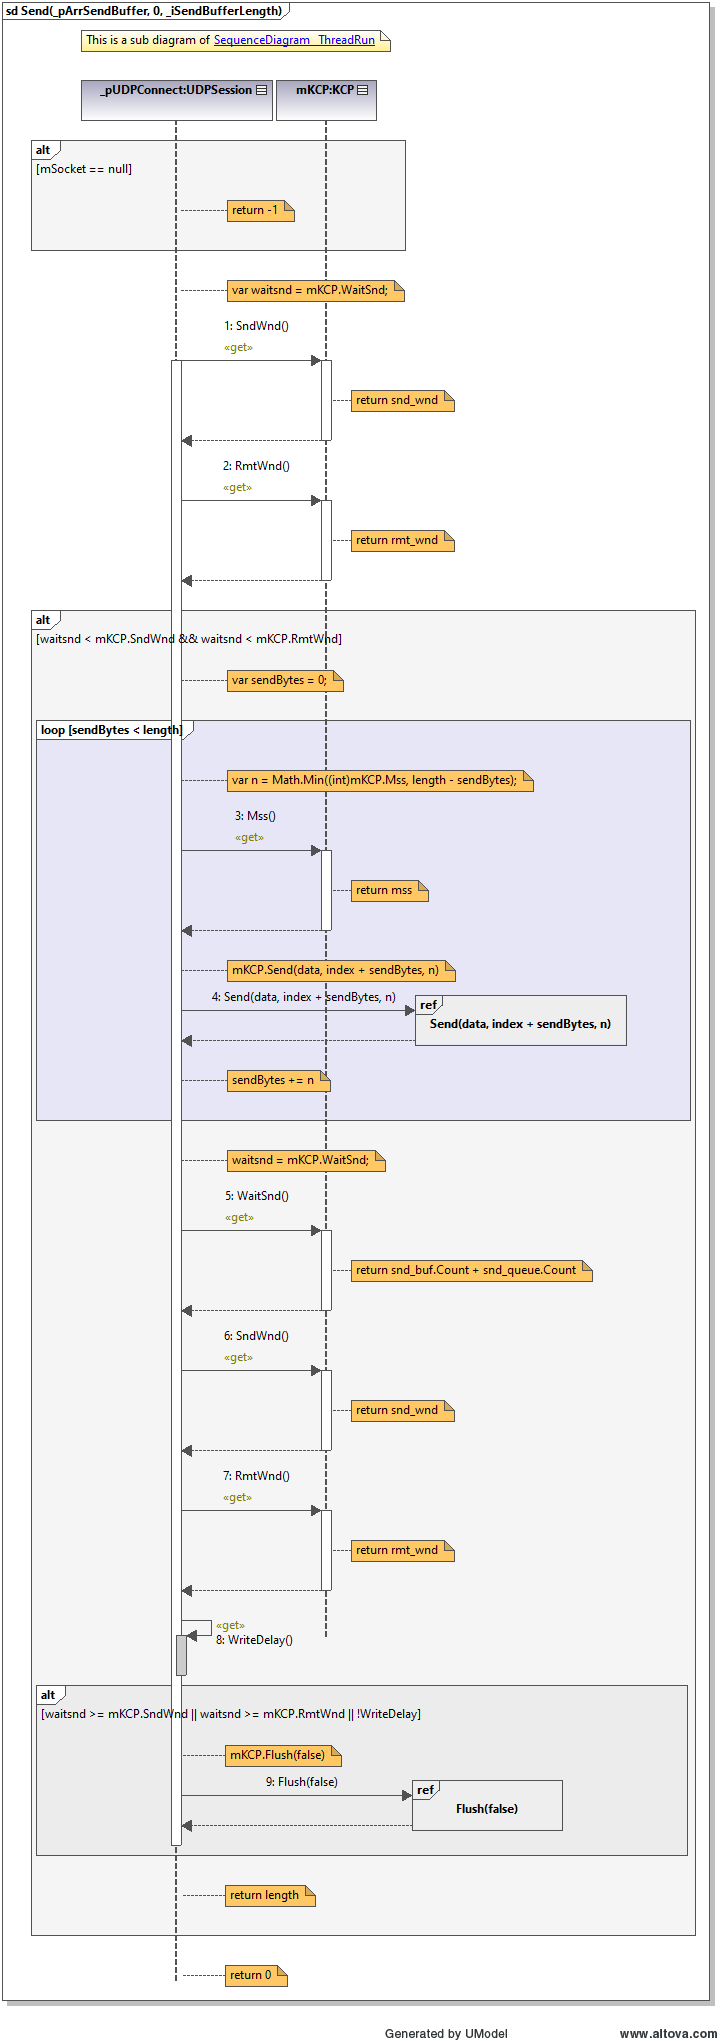 sd Send(_pArrSendBuffer, 0, _iSendBufferLength)
This is a sub diagram of SequenceDiagram_ThreadRun
_pUDPConnect:UDPSession
mKCP:KCP
alt
[mSocket == null]
return -1
var waitsnd = mKCP.WaitSnd;
1: SndWnd()
«get»
return snd_wnd
2: RmtWnd()
«get»
return rmt_wnd
alt
[waitsnd < mKCP.SndWnd && waitsnd < mKCP.RmtWnd]
var sendBytes = 0;
loop [sendBytes < length]
var n = Math.Min((int)mKCP.Mss, length - sendBytes);
3: Mss()
«get»
return mss
mKCP.Send(data, index + sendBytes, n)
4: Send(data, index + sendBytes, n)
ref
Send(data, index + sendBytes, n)
sendBytes += n
waitsnd = mKCP.WaitSnd;
5: WaitSnd()
«get»
return snd_buf.Count + snd_queue.Count
6: SndWnd()
«get»
return snd_wnd
7: RmtWnd()
«get»
return rmt_wnd
«get»
8: WriteDelay()
alt
[waitsnd >= mKCP.SndWnd || waitsnd >= mKCP.RmtWnd || !WriteDelay]
mKCP.Flush(false)
9: Flush(false)
ref
Flush(false)
return length
return 0
Generated by UModel
www.altova.com